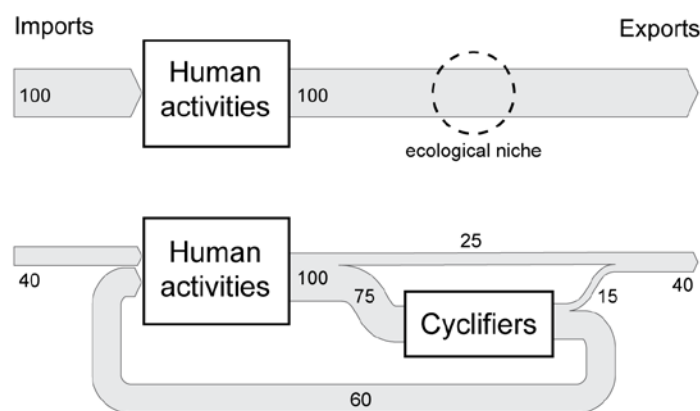 Imports
Exports
Human
activities
100
100
ecological niche
Human
activities
25
40
100
75
15
40
Cyclifiers
60